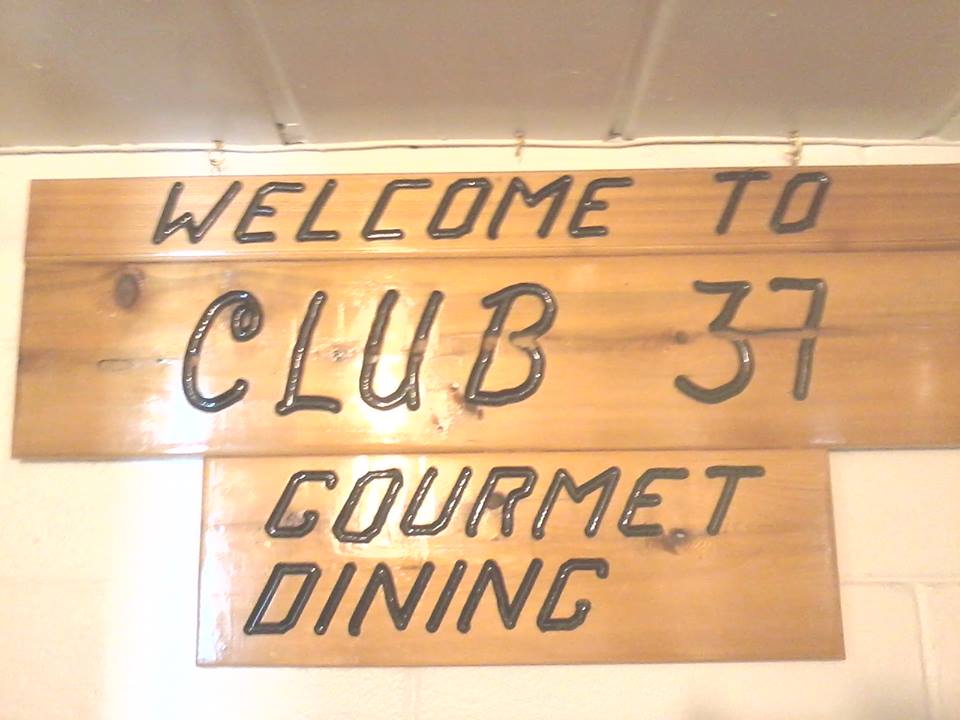 WELCOME TO
CLUB 37
GOURMET
DINING